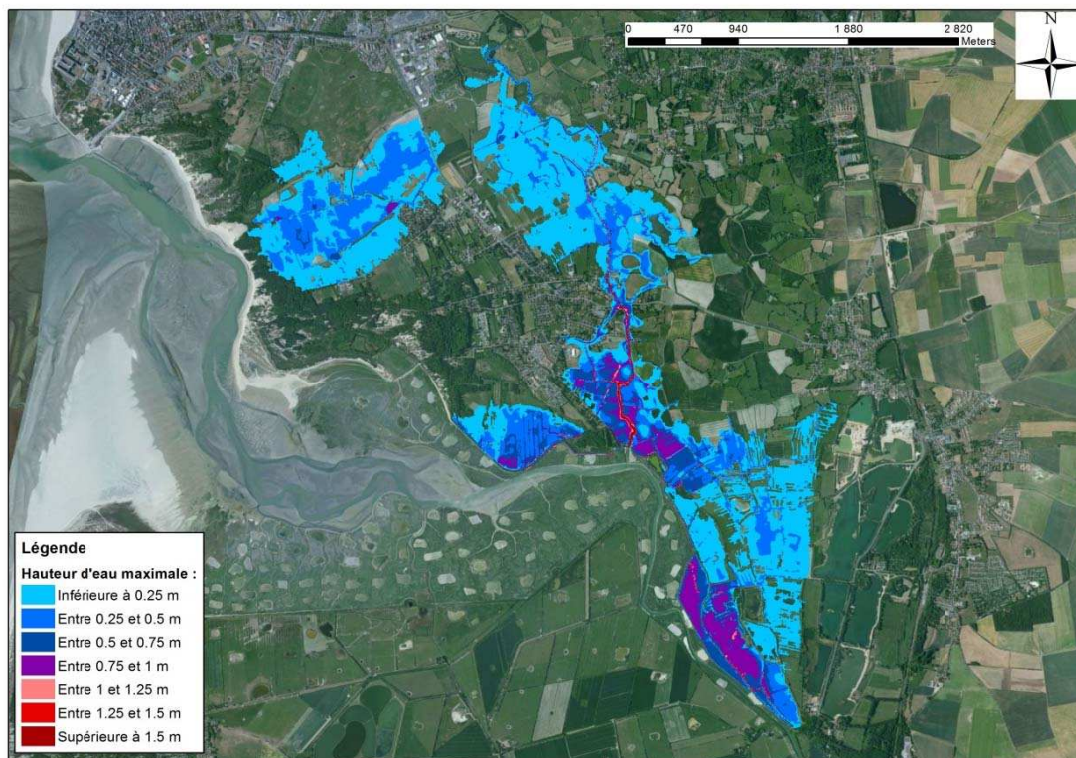 0 470 940 1 880 2 820
Meters
N
Légende
Hauteur d'eau maximale :
Inférieure à 0.25 m
Entre 0.25 et 0.5 m
Entre 0.5 et 0.75 m
Entre 0.75 et 1 m
Entre 1 et 1.25 m
Entre 1.25 et 1.5 m
Supérieure à 1.5 m